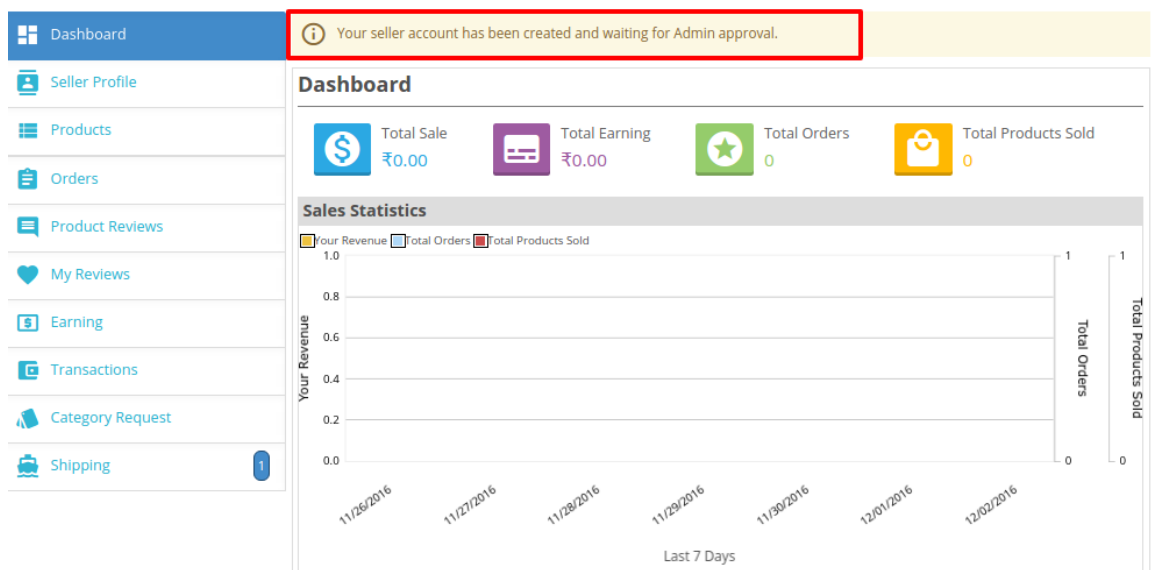 Dashboard
Seller Profile
Products
Orders
Product Reviews
My Reviews
Earning
Transactions
Category Request
Shipping 1
Your seller account has been created and waiting for Admin approval.
Dashboard
Total Sale
₹0.00
Total Earning
₹0.00
Total Orders
0
Total Products Sold
0
Sales Statistics
Your Revenue Total Orders Total Products Sold
Your Revenue
1.0
0.8
0.6
0.4
0.2
0.0
1
0
Total Orders
1
0
Total Products Sold
11/26/2016
11/27/2016
11/28/2016
11/29/2016
11/30/2016
12/01/2016
12/02/2016
Last 7 Days